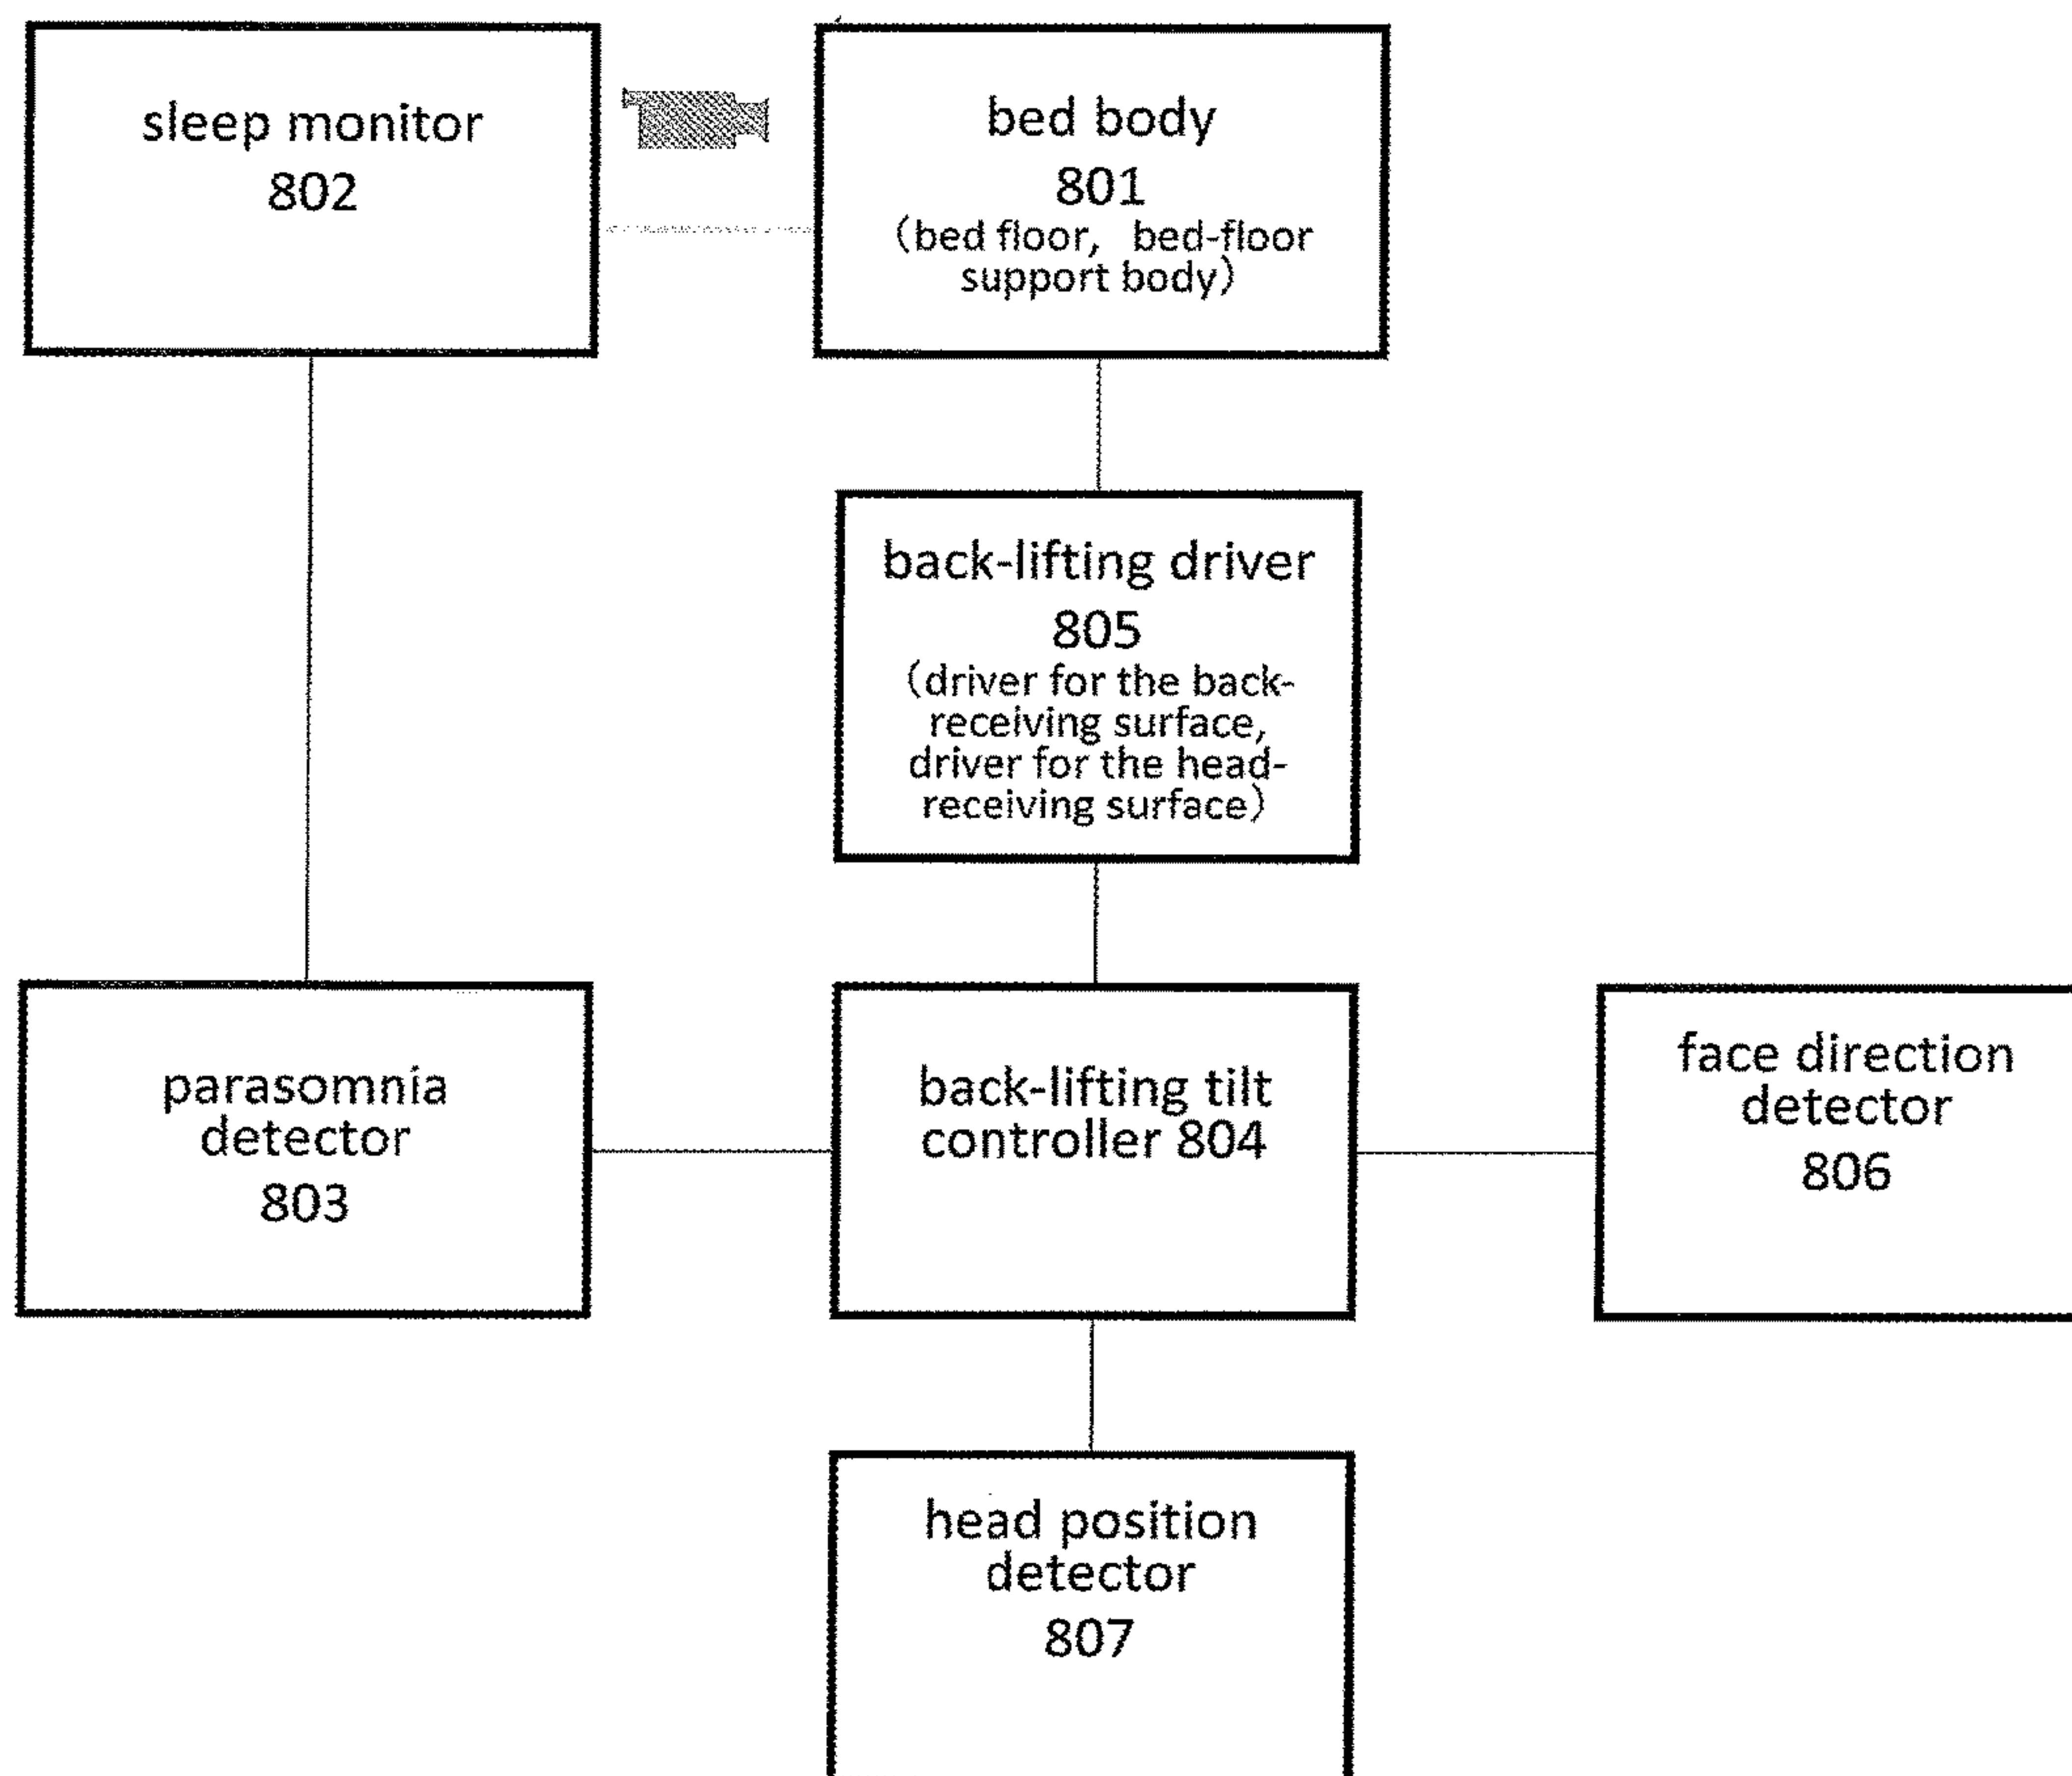 sleep monitor
802
bed body
801
（bed floor, bed-floor
support body）
back-lifting driver
805
（driver for the back-
receiving surface,
driver for the head-
receiving surface）
parasomnia
detector
803
back-lifting tilt
controller 804
face direction
detector
806
head position
detector
807